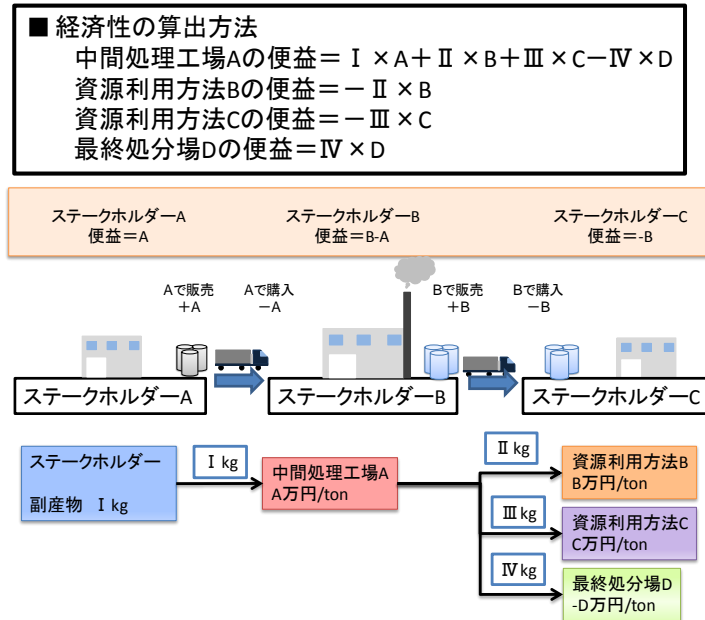 ■ 経済性の算出方法
中間処理工場Aの便益＝Ⅰ×A＋Ⅱ×B＋Ⅲ×C－Ⅳ×D
資源利用方法Bの便益＝－Ⅱ×B
資源利用方法Cの便益＝－Ⅲ×C
最終処分場Dの便益＝Ⅳ×D
ステークホルダーA
便益＝A
ステークホルダーB
便益＝B-A
ステークホルダーC
便益＝-B
Aで販売
＋A
Aで購入
－A
Bで販売
＋B
Bで購入
－B
ステークホルダーA
ステークホルダーB
ステークホルダーC
ステークホルダー
副産物 Ⅰkg
Ⅰkg
中間処理工場A
A万円/ton
Ⅱkg
資源利用方法B
B万円/ton
Ⅲkg
資源利用方法C
C万円/ton
Ⅳkg
最終処分場D
-D万円/ton